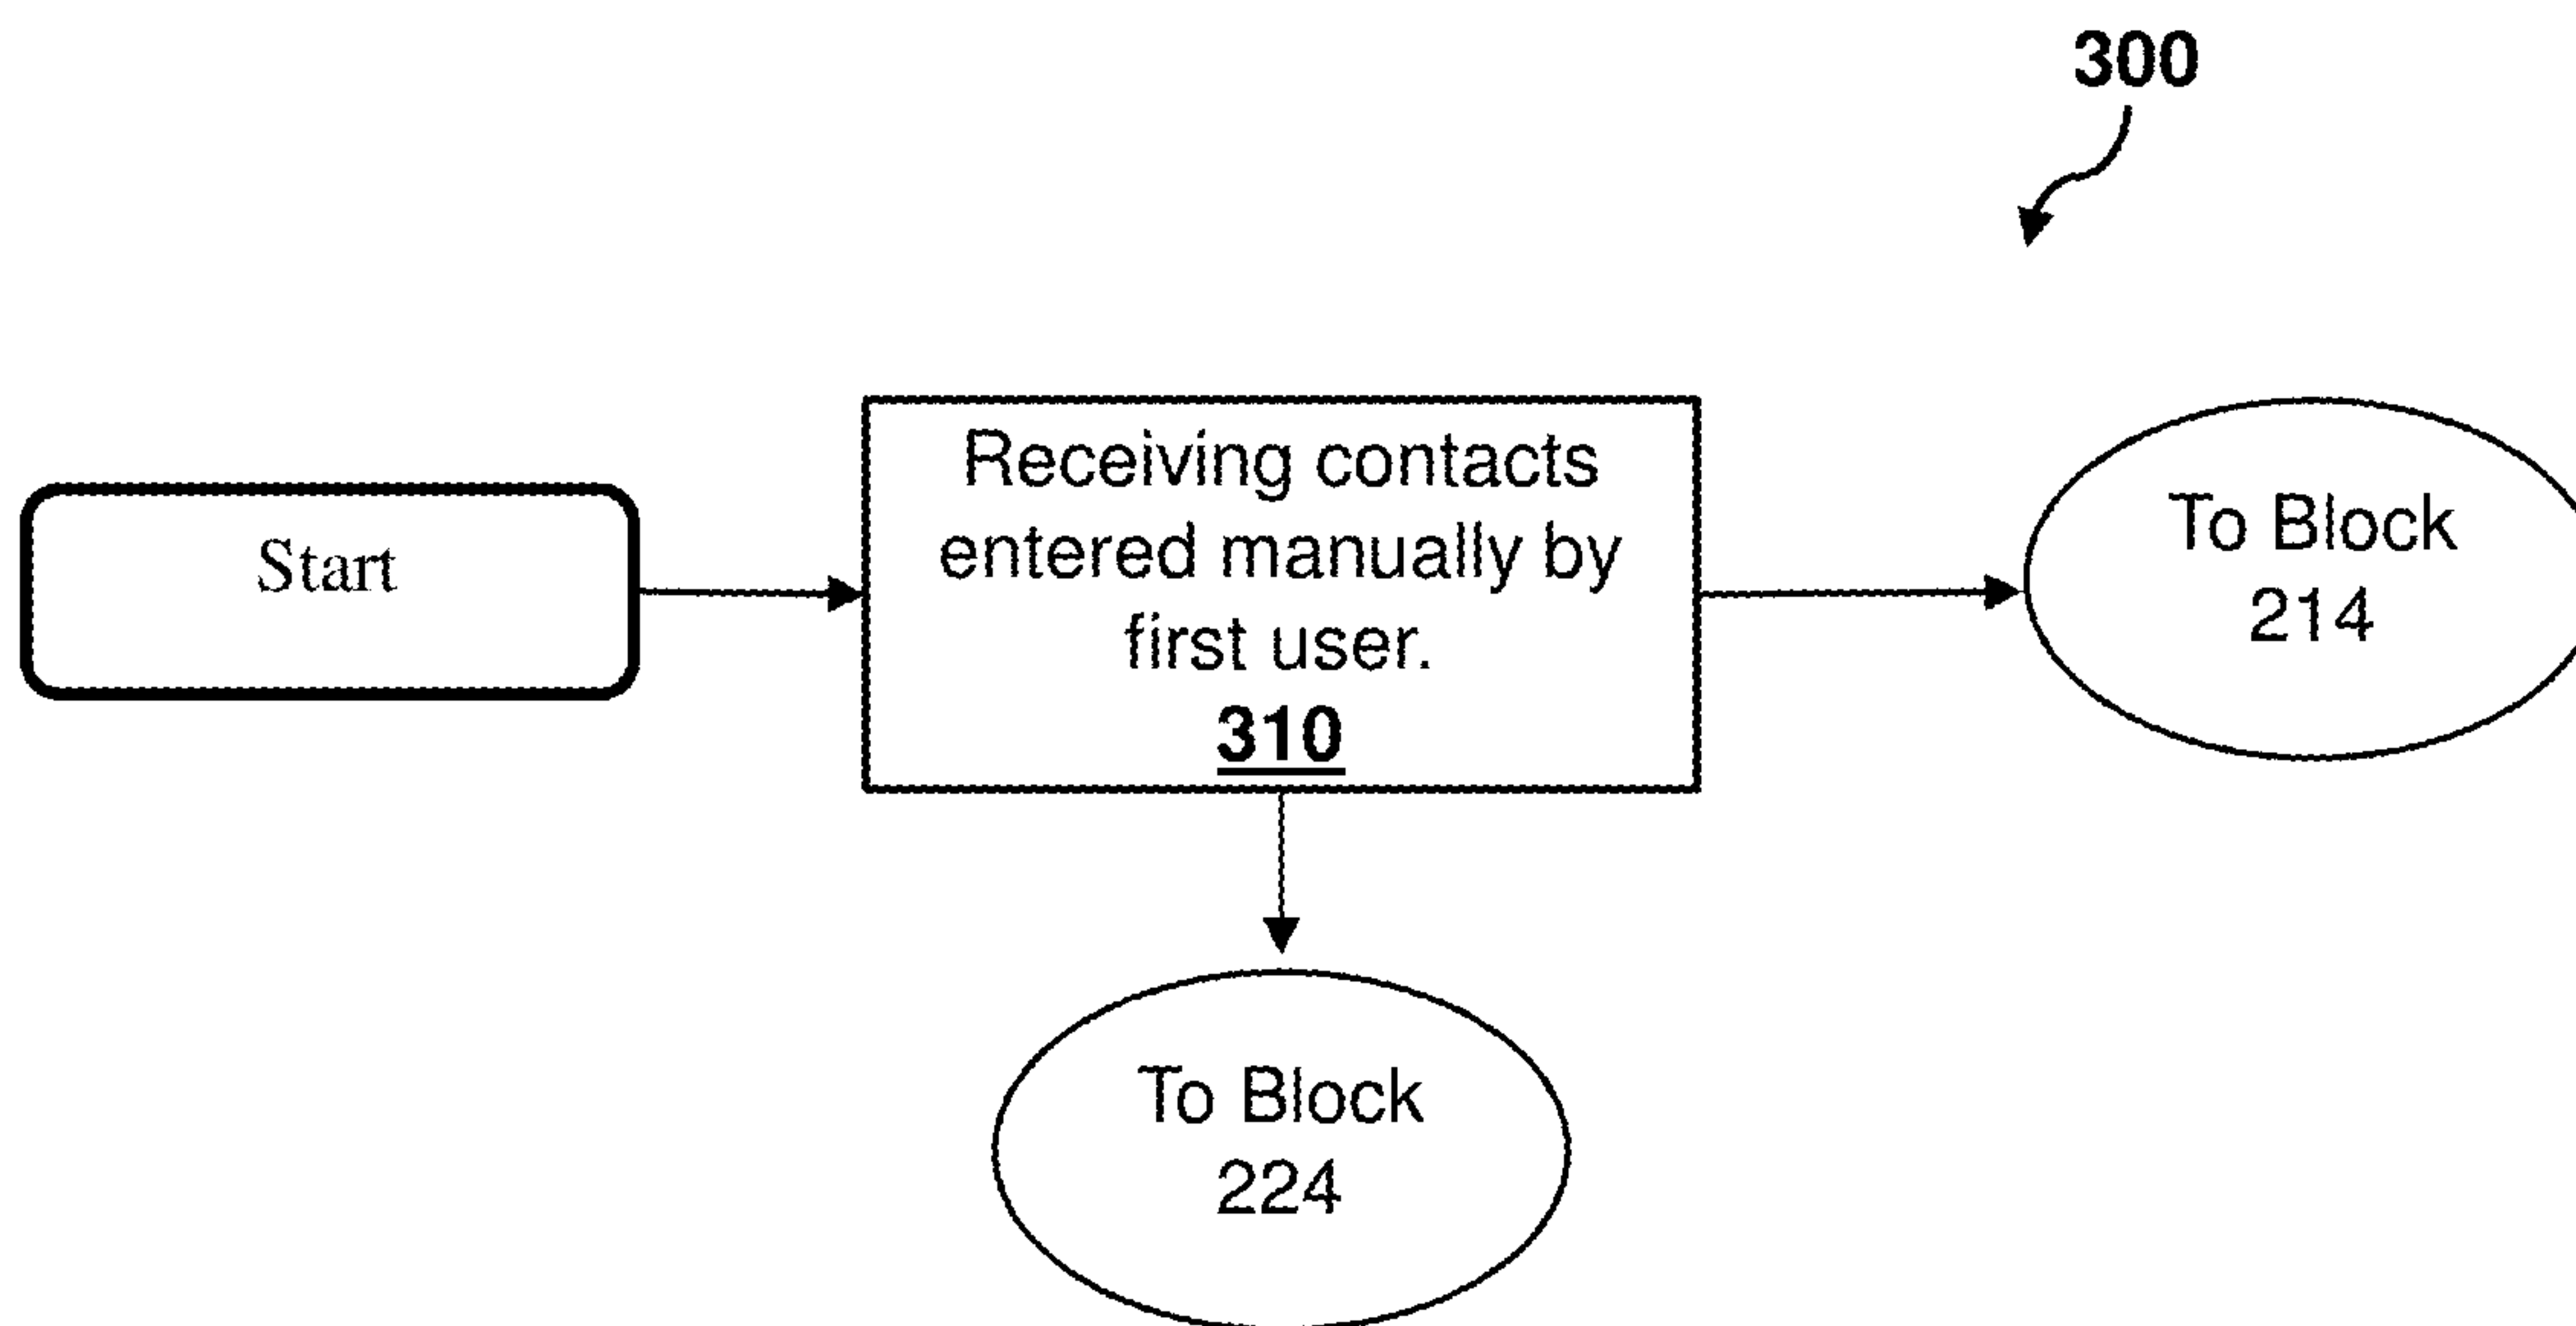 300
Start
Receiving contacts
entered manually by
first user.
310
To Block
214
To Block
224